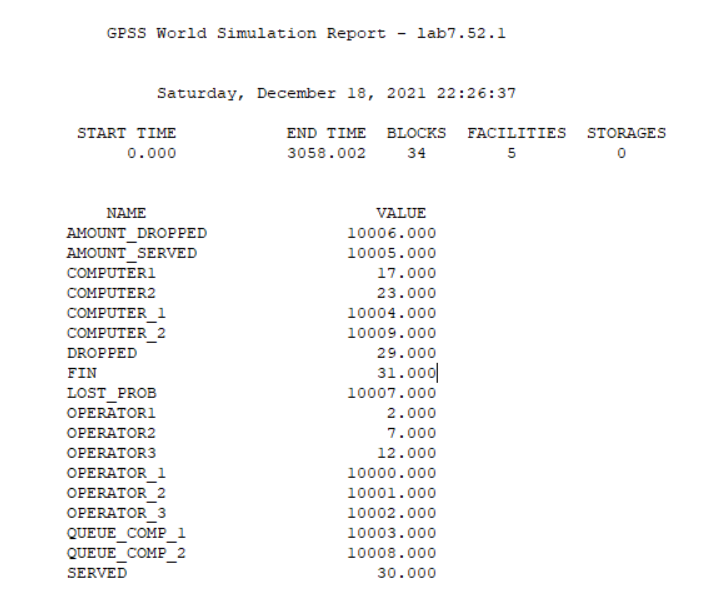 GPSS World Simulation Report - lab7.52.1
Saturday, December 18, 2021 22:26:37
START TIME END TIME BLOCKS FACILITIES STORAGES
0.000 3058.002 34 5 0
NAME VALUE
AMOUNT_DROPPED 10006.000
AMOUNT_SERVED 10005.000
COMPUTER1 17.000
COMPUTER2 23.000
COMPUTER_1 10004.000
COMPUTER_2 10009.000
DROPPED 29.000
FIN 31.000
LOST_PROB 10007.000
OPERATOR1 2.000
OPERATOR2 7.000
OPERATOR3 12.000
OPERATOR_1 10000.000
OPERATOR_2 10001.000
OPERATOR_3 10002.000
QUEUE_COMP_1 10003.000
QUEUE_COMP_2 10008.000
SERVED 30.000